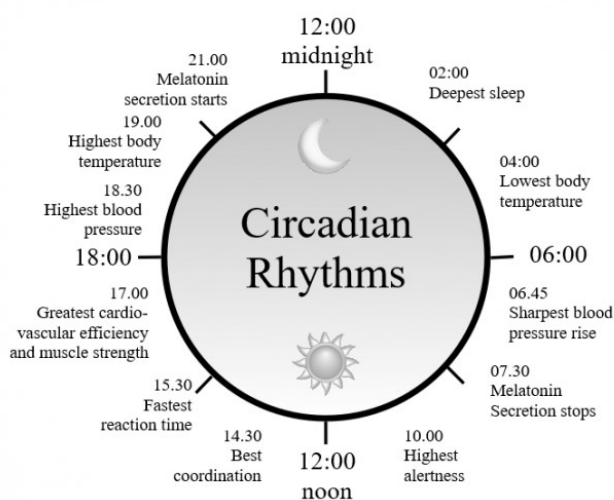 12:00
midnight
02:00
Deepest sleep
04:00
Lowest body
temperature
06:00
06.45
Sharpest blood
pressure rise
07.30
Melatonin
Secretion stops
10.00
Highest
alertness
12:00
noon
14.30
Best
coordination
15.30
Fastest
reaction time
17.00
Greatest cardio-
vascular efficiency
and muscle strength
18:00
18.30
Highest blood
pressure
19.00
Highest body
temperature
21.00
Melatonin
secretion starts
Circadian
Rhythms